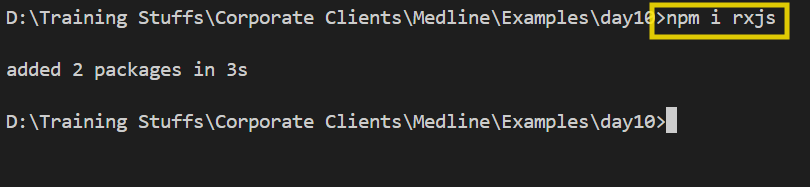 D:\Training Stuffs\Corporate Clients\Medline\Examples\day10>npm i rxjs
added 2 packages in 3s
D:\Training Stuffs\Corporate Clients\Medline\Examples\day10>